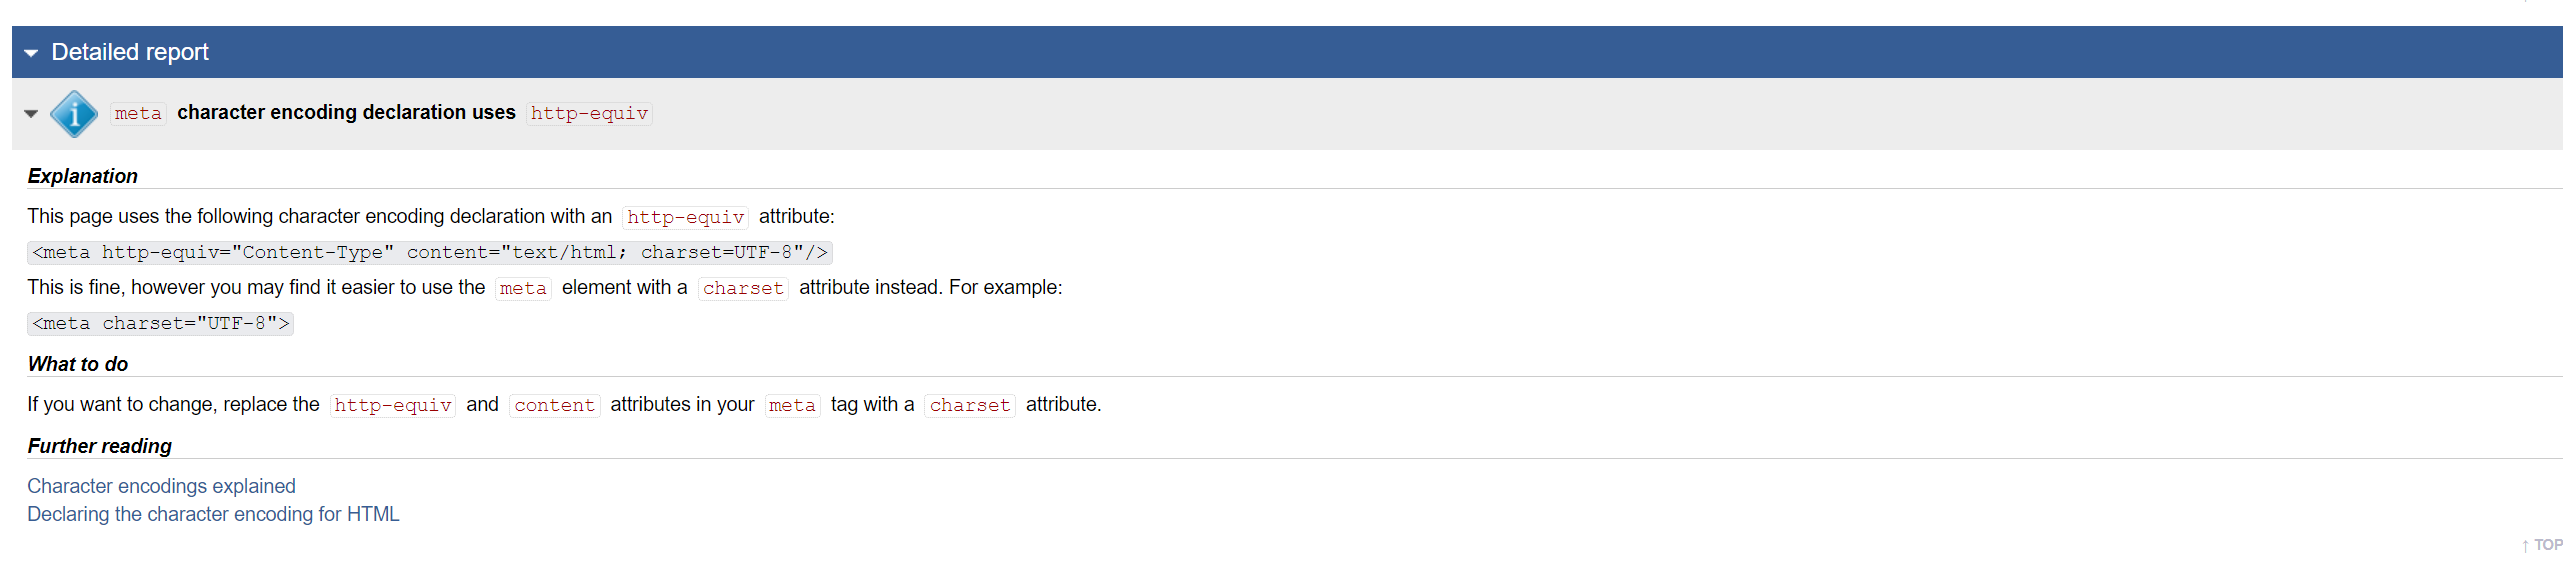 Detailed report
meta character encoding declaration uses http-equiv
Explanation
This page uses the following character encoding declaration with an http-equiv attribute:
<meta http-equiv="Content-Type" content="text/html; charset=UTF-8"/>
This is fine, however you may find it easier to use the meta element with a charset attribute instead. For example:
<meta charset="UTF-8">
What to do
If you want to change, replace the http-equiv and content attributes in your meta tag with a charset attribute.
Further reading
Character encodings explained
Declaring the character encoding for HTML
↑ TOP